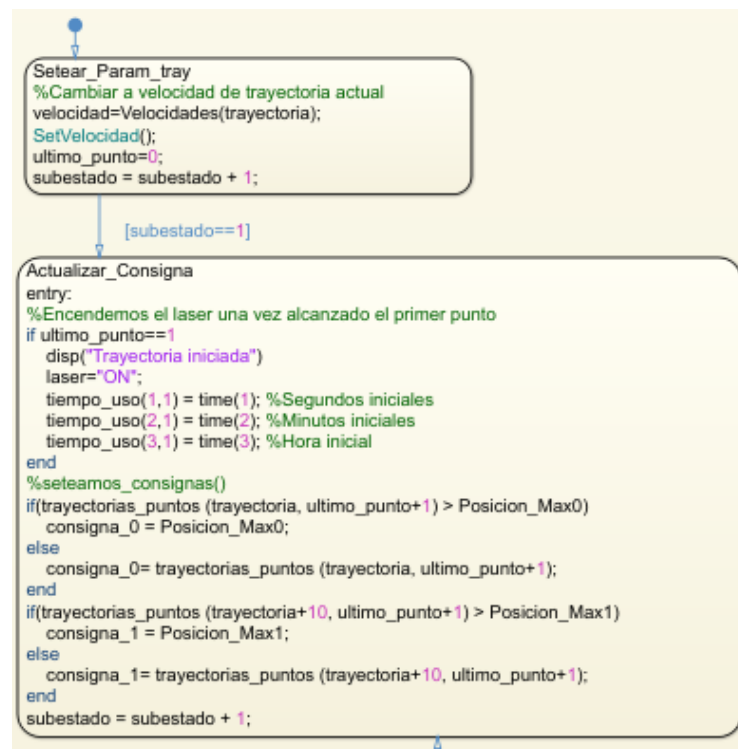 Setear_Param_tray
%Cambiar a velocidad de trayectoria actual
velocidad=Velocidades(trayectoria);
SetVelocidad();
ultimo_punto=0;
subestado = subestado + 1;
[subestado==1]
Actualizar_Consigna
entry:
%Encendemos el laser una vez alcanzado el primer punto
if ultimo_punto==1
disp("Trayectoria iniciada")
laser="ON";
tiempo_uso(1,1) = time(1); %Segundos iniciales
tiempo_uso(2,1) = time(2); %Minutos iniciales
tiempo_uso(3,1) = time(3); %Hora inicial
end
%seteamos_consignas()
if(trayectorias_puntos (trayectoria, ultimo_punto+1) > Posicion_Max0)
consigna_0 = Posicion_Max0;
else
consigna_0= trayectorias_puntos (trayectoria, ultimo_punto+1);
end
if(trayectorias_puntos (trayectoria+10, ultimo_punto+1) > Posicion_Max1)
consigna_1 = Posicion_Max1;
else
consigna_1= trayectorias_puntos (trayectoria+10, ultimo_punto+1);
end
subestado = subestado + 1;